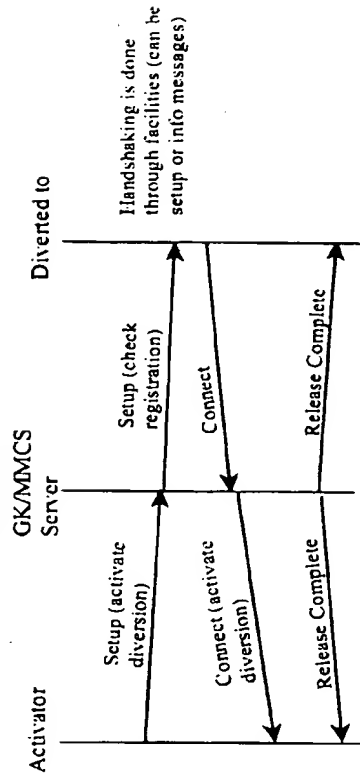 Activator
GK/MMCS
Server
Diverted to
Setup (activate
diversion)
Setup (check
registration)
Handshaking is done
through facilities (can be
setup or info messages)
Connect
Connect (activate
diversion)
Release Complete
Release Complete